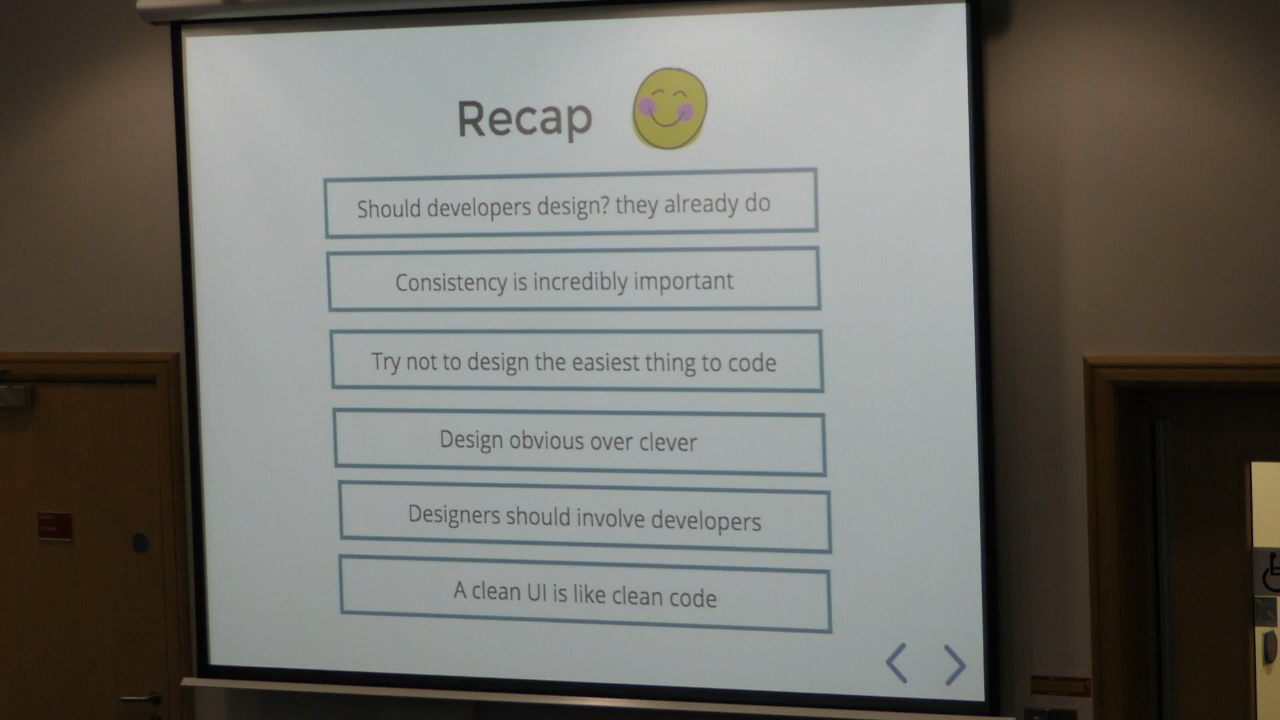 Recap
Should developers design? they already do
Consistency is incredibly important
Try not to design the easiest thing to code
Design obvious over clever
Designers should involve developers
A clean UI is like clean code